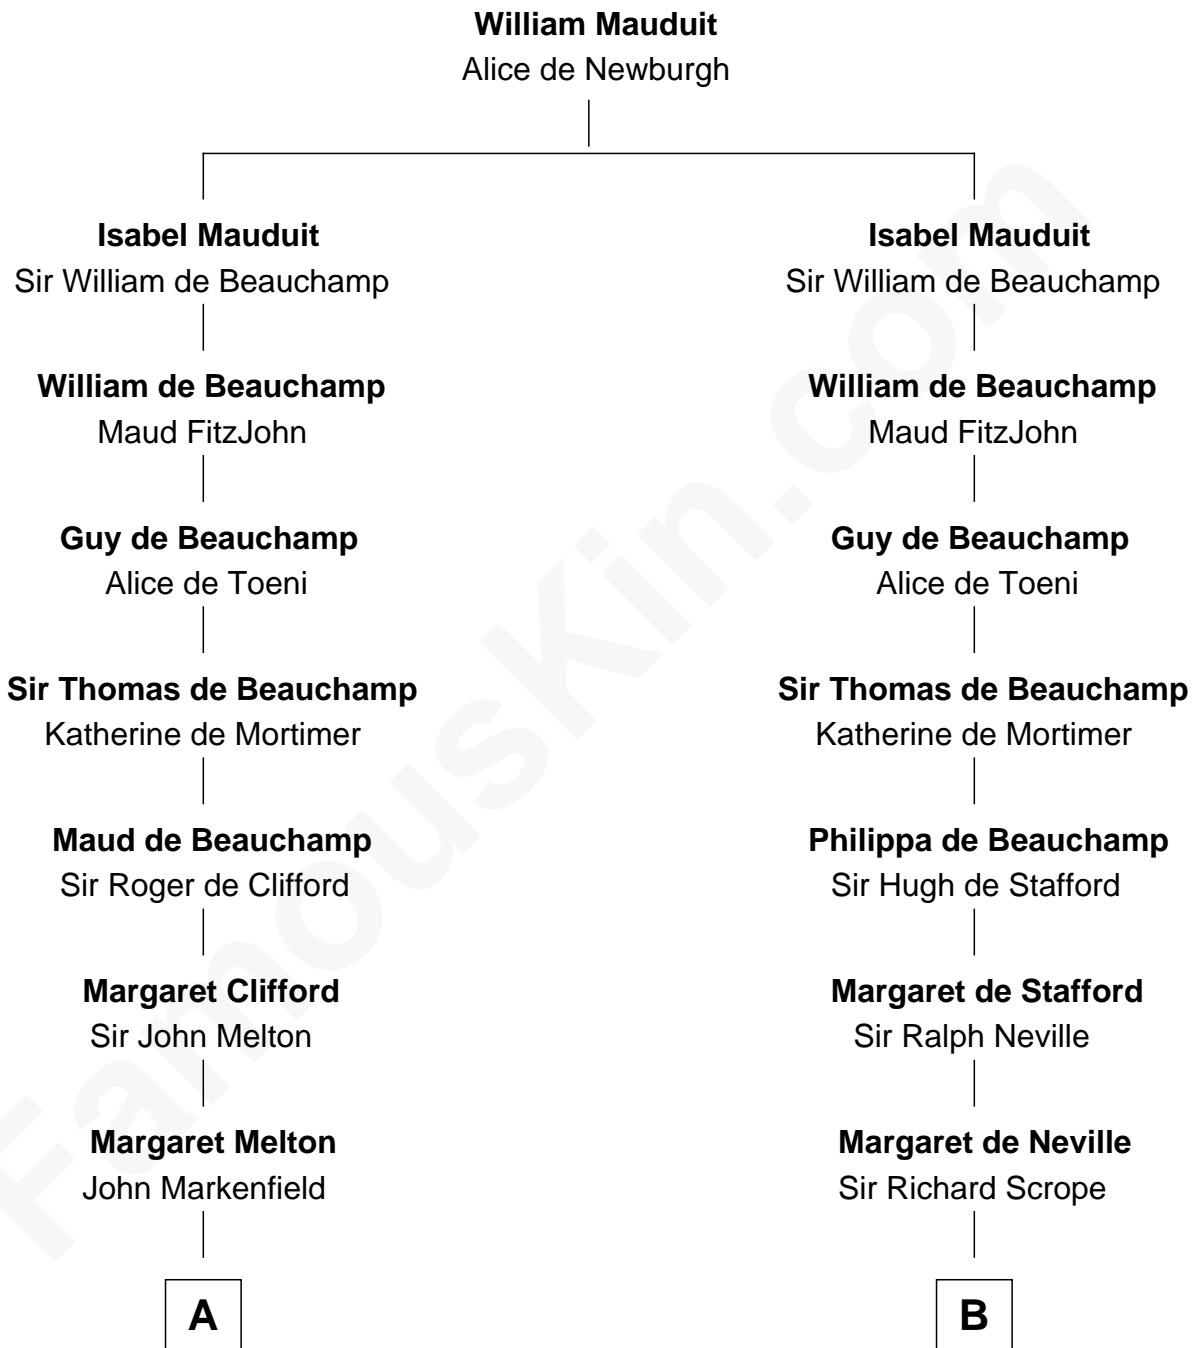 William Mauduit
Alice de Newburgh
Isabel Mauduit
Sir William de Beauchamp
William de Beauchamp
Maud FitzJohn
Guy de Beauchamp
Alice de Toeni
Sir Thomas de Beauchamp
Katherine de Mortimer
Maud de Beauchamp
Sir Roger de Clifford
Margaret Clifford
Sir John Melton
Margaret Melton
John Markenfield
A
Isabel Mauduit
Sir William de Beauchamp
William de Beauchamp
Maud FitzJohn
Guy de Beauchamp
Alice de Toeni
Sir Thomas de Beauchamp
Katherine de Mortimer
Philippa de Beauchamp
Sir Hugh de Stafford
Margaret de Stafford
Sir Ralph Neville
Margaret de Neville
Sir Richard Scrope
B
FamousKin.com